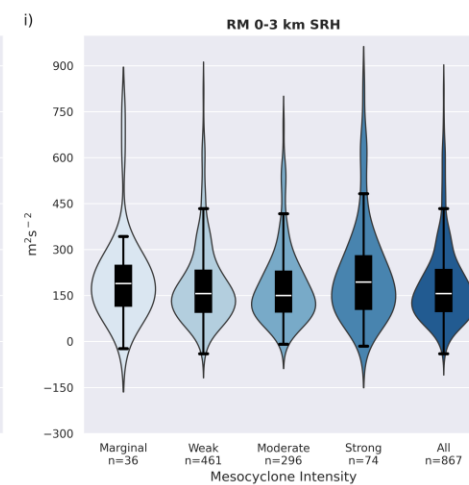 i)
RM 0-3 km SRH
m²s⁻²
900
750
600
450
300
150
0
−150
−300
Marginal Weak Moderate Strong All
n=36 n=461 n=296 n=74 n=867
Mesocyclone Intensity